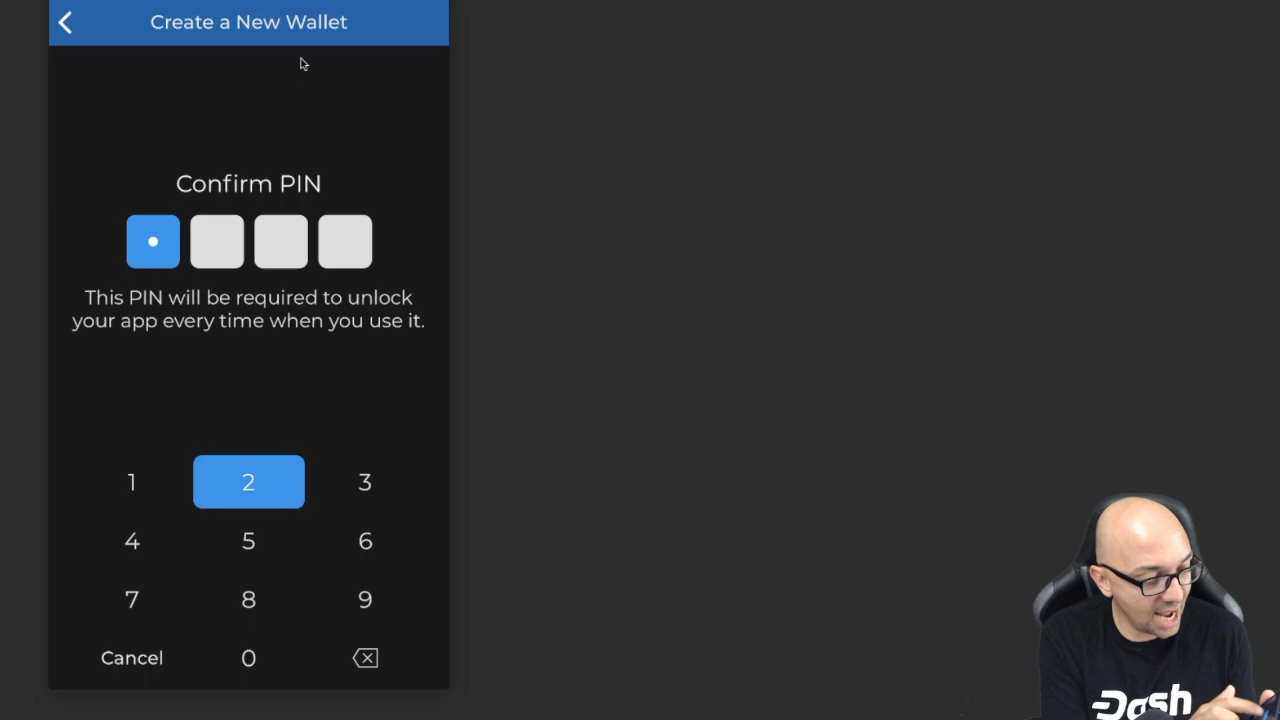 Create a New Wallet
Confirm PIN
This PIN will be required to unlock
your app every time when you use it.
1 2 3
4 5 6
7 8 9
Cancel 0
Dash